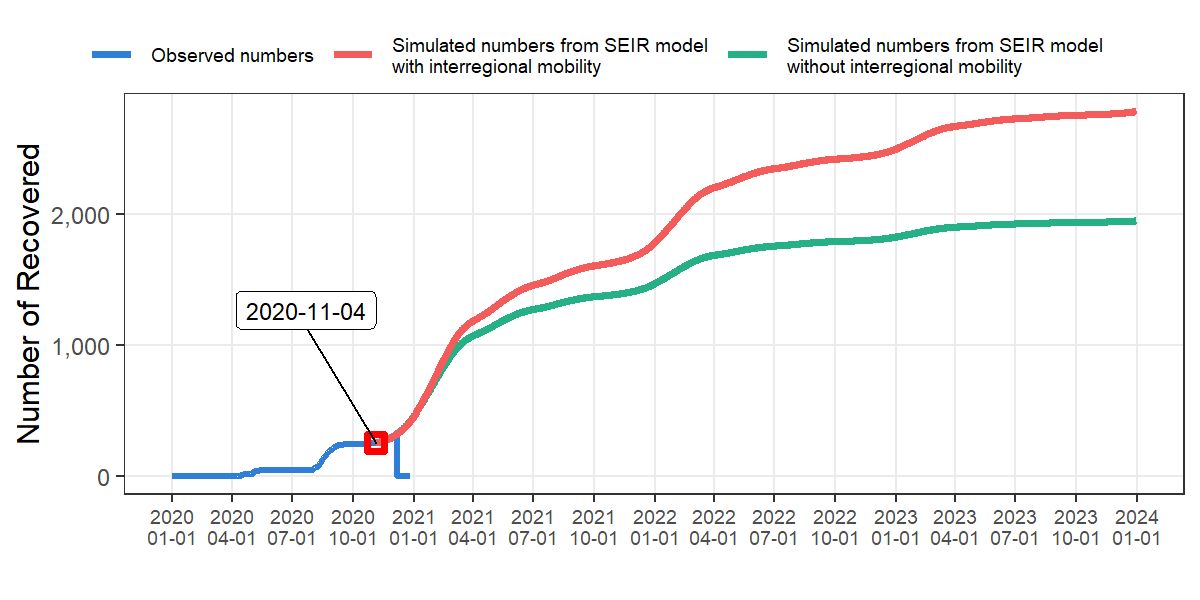 Observed numbers
Simulated numbers from SEIR model
with interregional mobility
Simulated numbers from SEIR model
without interregional mobility
Number of Recovered
2,000
1,000
0
2020-11-04
2020 2020 2020 2020 2021 2021 2021 2021 2022 2022 2022 2022 2023 2023 2023 2023 2024
01-01 04-01 07-01 10-01 01-01 04-01 07-01 10-01 01-01 04-01 07-01 10-01 01-01 04-01 07-01 10-01 01-01